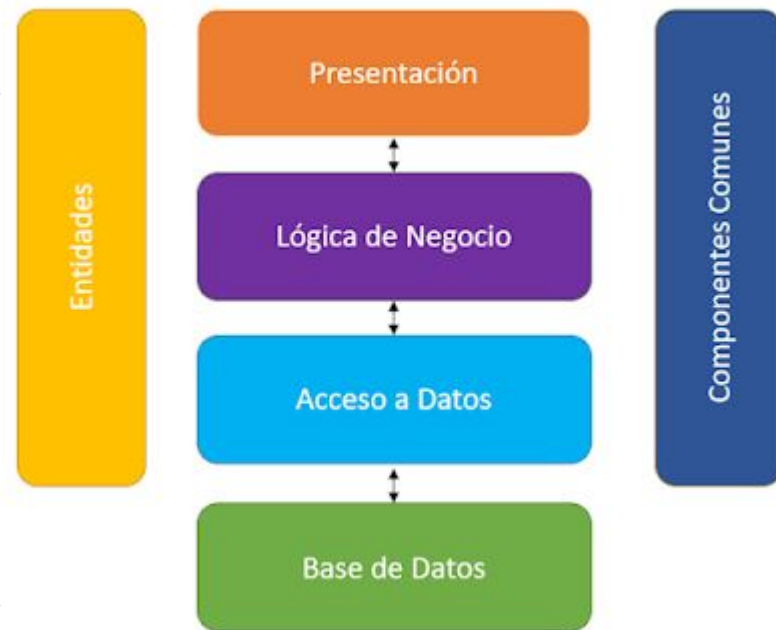 Entidades
Presentación
Lógica de Negocio
Acceso a Datos
Base de Datos
Componentes Comunes